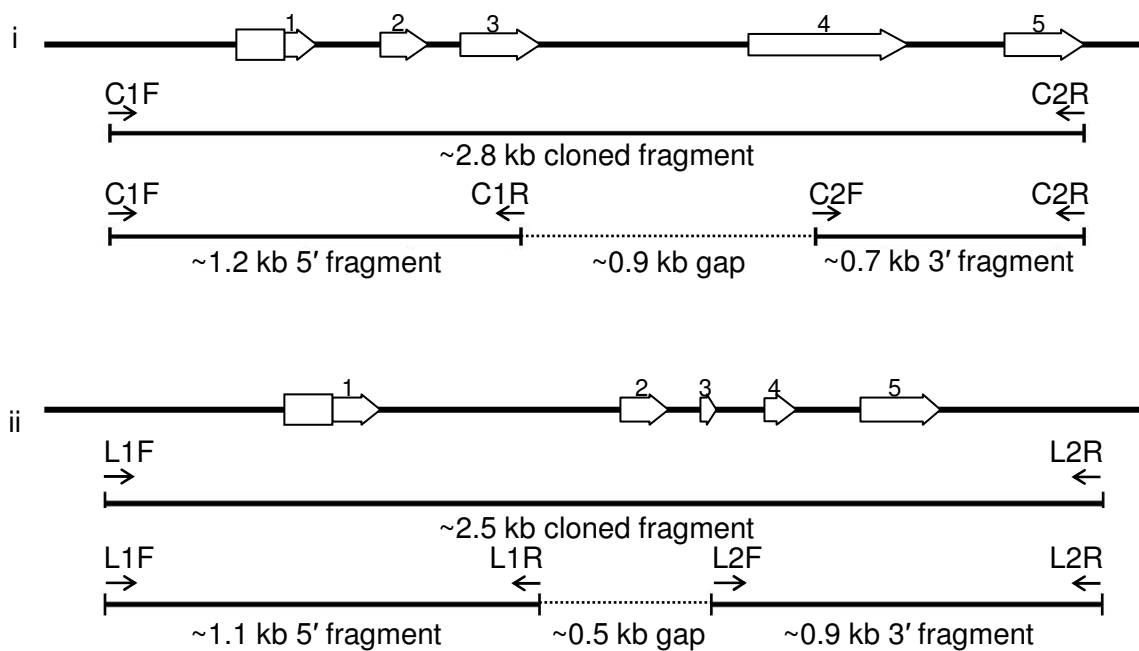 i 1 2 3 4 5
C1F C2R
~2.8 kb cloned fragment
C1F C1R C2F C2R
~1.2 kb 5′ fragment ~0.9 kb gap ~0.7 kb 3′ fragment
ii 1 2 3 4 5
L1F L2R
~2.5 kb cloned fragment
L1F L1R L2F L2R
~1.1 kb 5′ fragment ~0.5 kb gap ~0.9 kb 3′ fragment